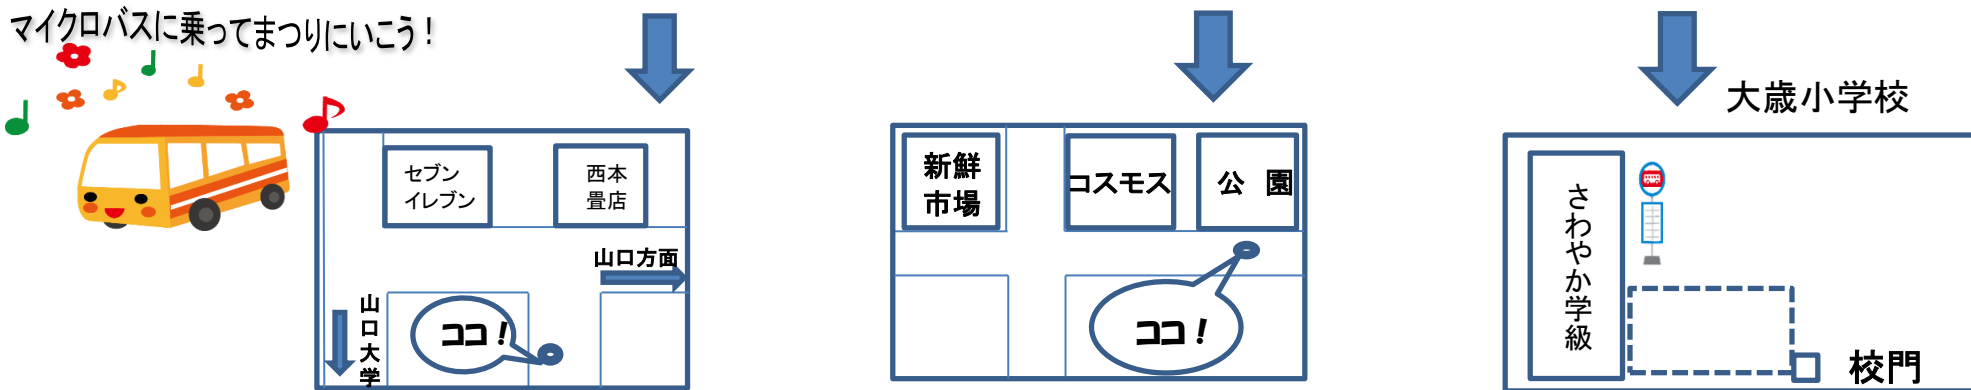 マイクロバスに乗ってまつりにいこう！
セブン
イレブン
西本
畳店
山口方面
山口大学
ココ！
新鮮
市場
コスモス
公園
ココ！
大歳小学校
さわやか学級
校門